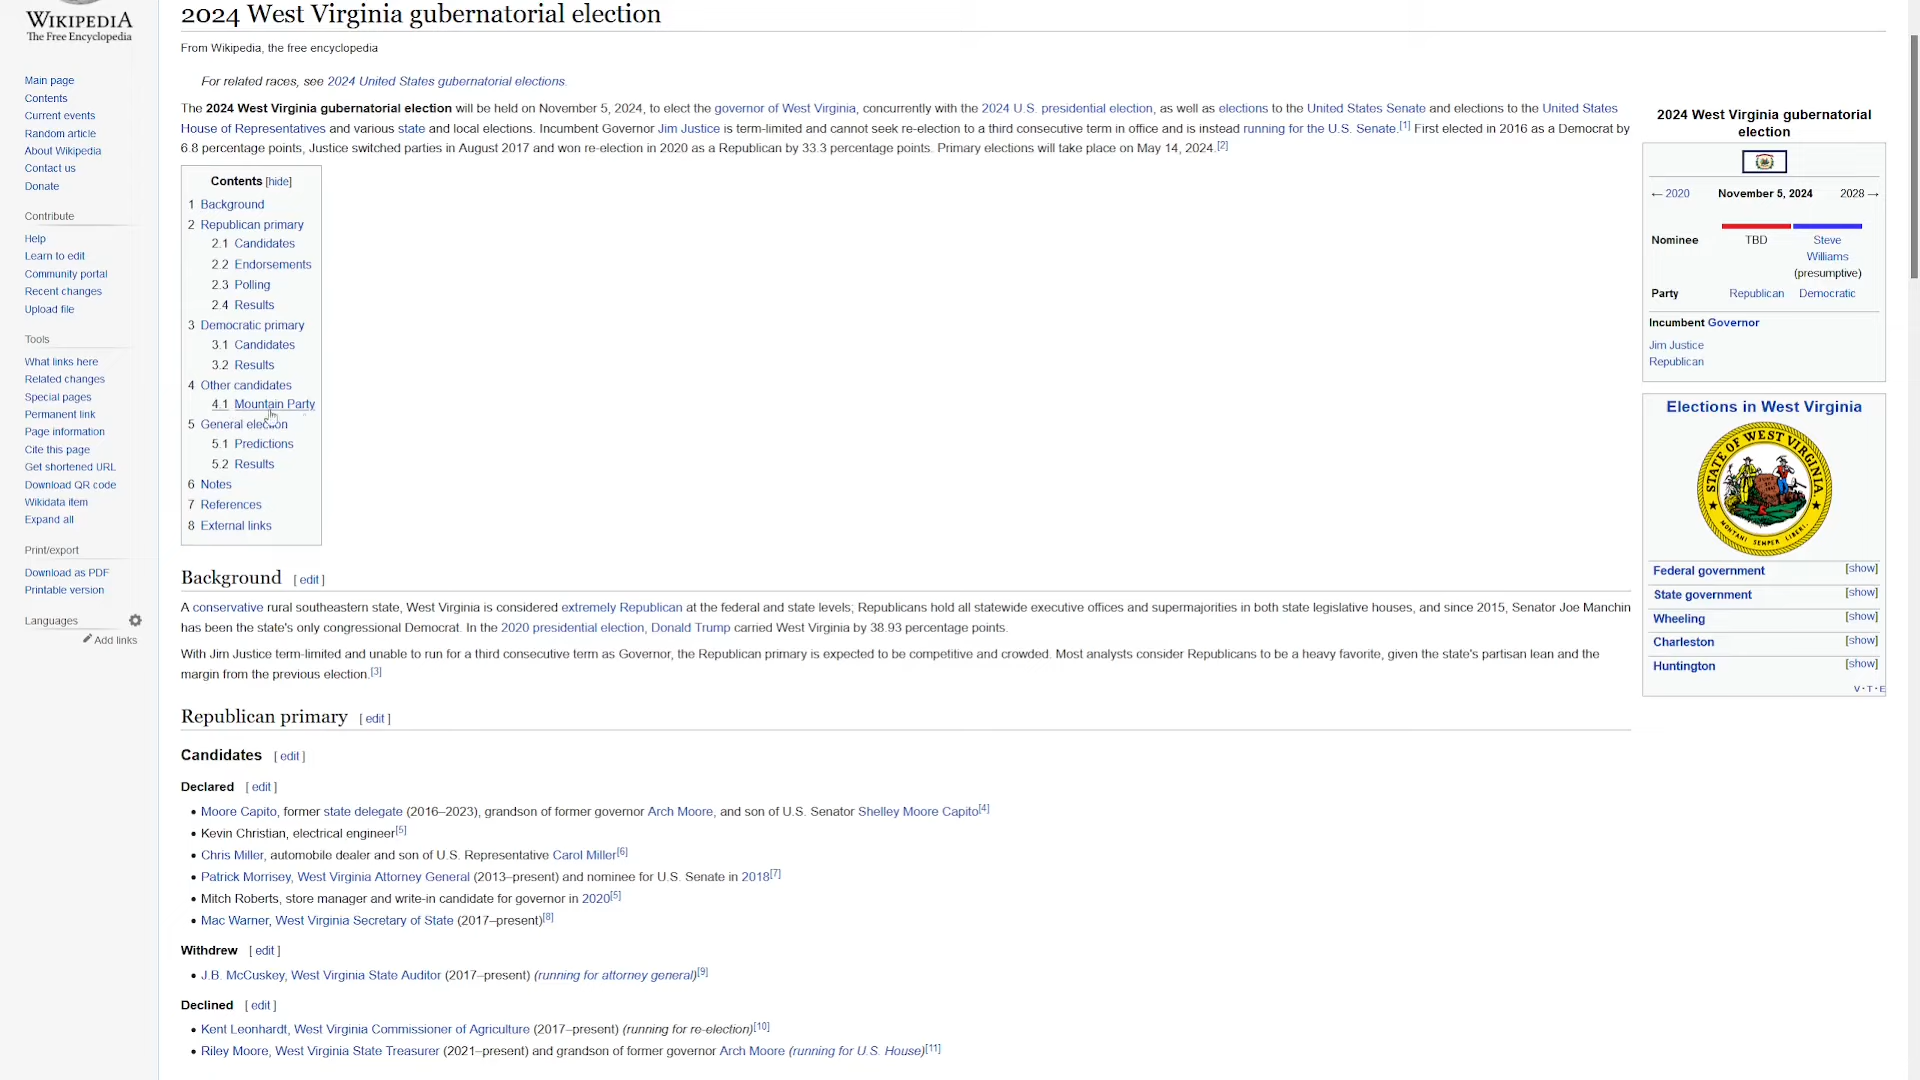 WIKIPEDIA
The Free Encyclopedia
Main page
Contents
Current events
Random article
About Wikipedia
Contact us
Donate
Contribute
Help
Learn to edit
Community portal
Recent changes
Upload file
Tools
What links here
Related changes
Special pages
Permanent link
Page information
Cite this page
Get shortened URL
Download QR code
Wikidata item
Expand all
Print/export
Download as PDF
Printable version
Languages
Add links
2024 West Virginia gubernatorial election
From Wikipedia, the free encyclopedia
For related races, see 2024 United States gubernatorial elections.
The 2024 West Virginia gubernatorial election will be held on November 5, 2024, to elect the governor of West Virginia, concurrently with the 2024 U.S. presidential election, as well as elections to the United States Senate and elections to the United States
House of Representatives and various state and local elections. Incumbent Governor Jim Justice is term-limited and cannot seek re-election to a third consecutive term in office and is instead running for the U.S. Senate.[1] First elected in 2016 as a Democrat by
6.8 percentage points, Justice switched parties in August 2017 and won re-election in 2020 as a Republican by 33.3 percentage points. Primary elections will take place on May 14, 2024.[2]
Contents [hide]
1 Background
2 Republican primary
2.1 Candidates
2.2 Endorsements
2.3 Polling
2.4 Results
3 Democratic primary
3.1 Candidates
3.2 Results
4 Other candidates
4.1 Mountain Party
5 General election
5.1 Predictions
5.2 Results
6 Notes
7 References
8 External links
Background [ edit ]
A conservative rural southeastern state, West Virginia is considered extremely Republican at the federal and state levels; Republicans hold all statewide executive offices and supermajorities in both state legislative houses, and since 2015, Senator Joe Manchin
has been the state's only congressional Democrat. In the 2020 presidential election, Donald Trump carried West Virginia by 38.93 percentage points.
With Jim Justice term-limited and unable to run for a third consecutive term as Governor, the Republican primary is expected to be competitive and crowded. Most analysts consider Republicans to be a heavy favorite, given the state's partisan lean and the
margin from the previous election.[3]
Republican primary [ edit ]
Candidates [ edit ]
Declared [ edit ]
• Moore Capito, former state delegate (2016–2023), grandson of former governor Arch Moore, and son of U.S. Senator Shelley Moore Capito[4]
• Kevin Christian, electrical engineer[5]
• Chris Miller, automobile dealer and son of U.S. Representative Carol Miller[6]
• Patrick Morrisey, West Virginia Attorney General (2013–present) and nominee for U.S. Senate in 2018[7]
• Mitch Roberts, store manager and write-in candidate for governor in 2020[5]
• Mac Warner, West Virginia Secretary of State (2017–present)[8]
Withdrew [ edit ]
• J.B. McCuskey, West Virginia State Auditor (2017–present) (running for attorney general)[9]
Declined [ edit ]
• Kent Leonhardt, West Virginia Commissioner of Agriculture (2017–present) (running for re-election)[10]
• Riley Moore, West Virginia State Treasurer (2021–present) and grandson of former governor Arch Moore (running for U.S. House)[11]
2024 West Virginia gubernatorial
election
← 2020 November 5, 2024 2028 →
Nominee TBD Steve
Williams
(presumptive)
Party Republican Democratic
Incumbent Governor
Jim Justice
Republican
Elections in West Virginia
STATE OF WEST VIRGINIA
MONTANI SEMPER LIBERI
Federal government [show]
State government [show]
Wheeling [show]
Charleston [show]
Huntington [show]
V·T·E